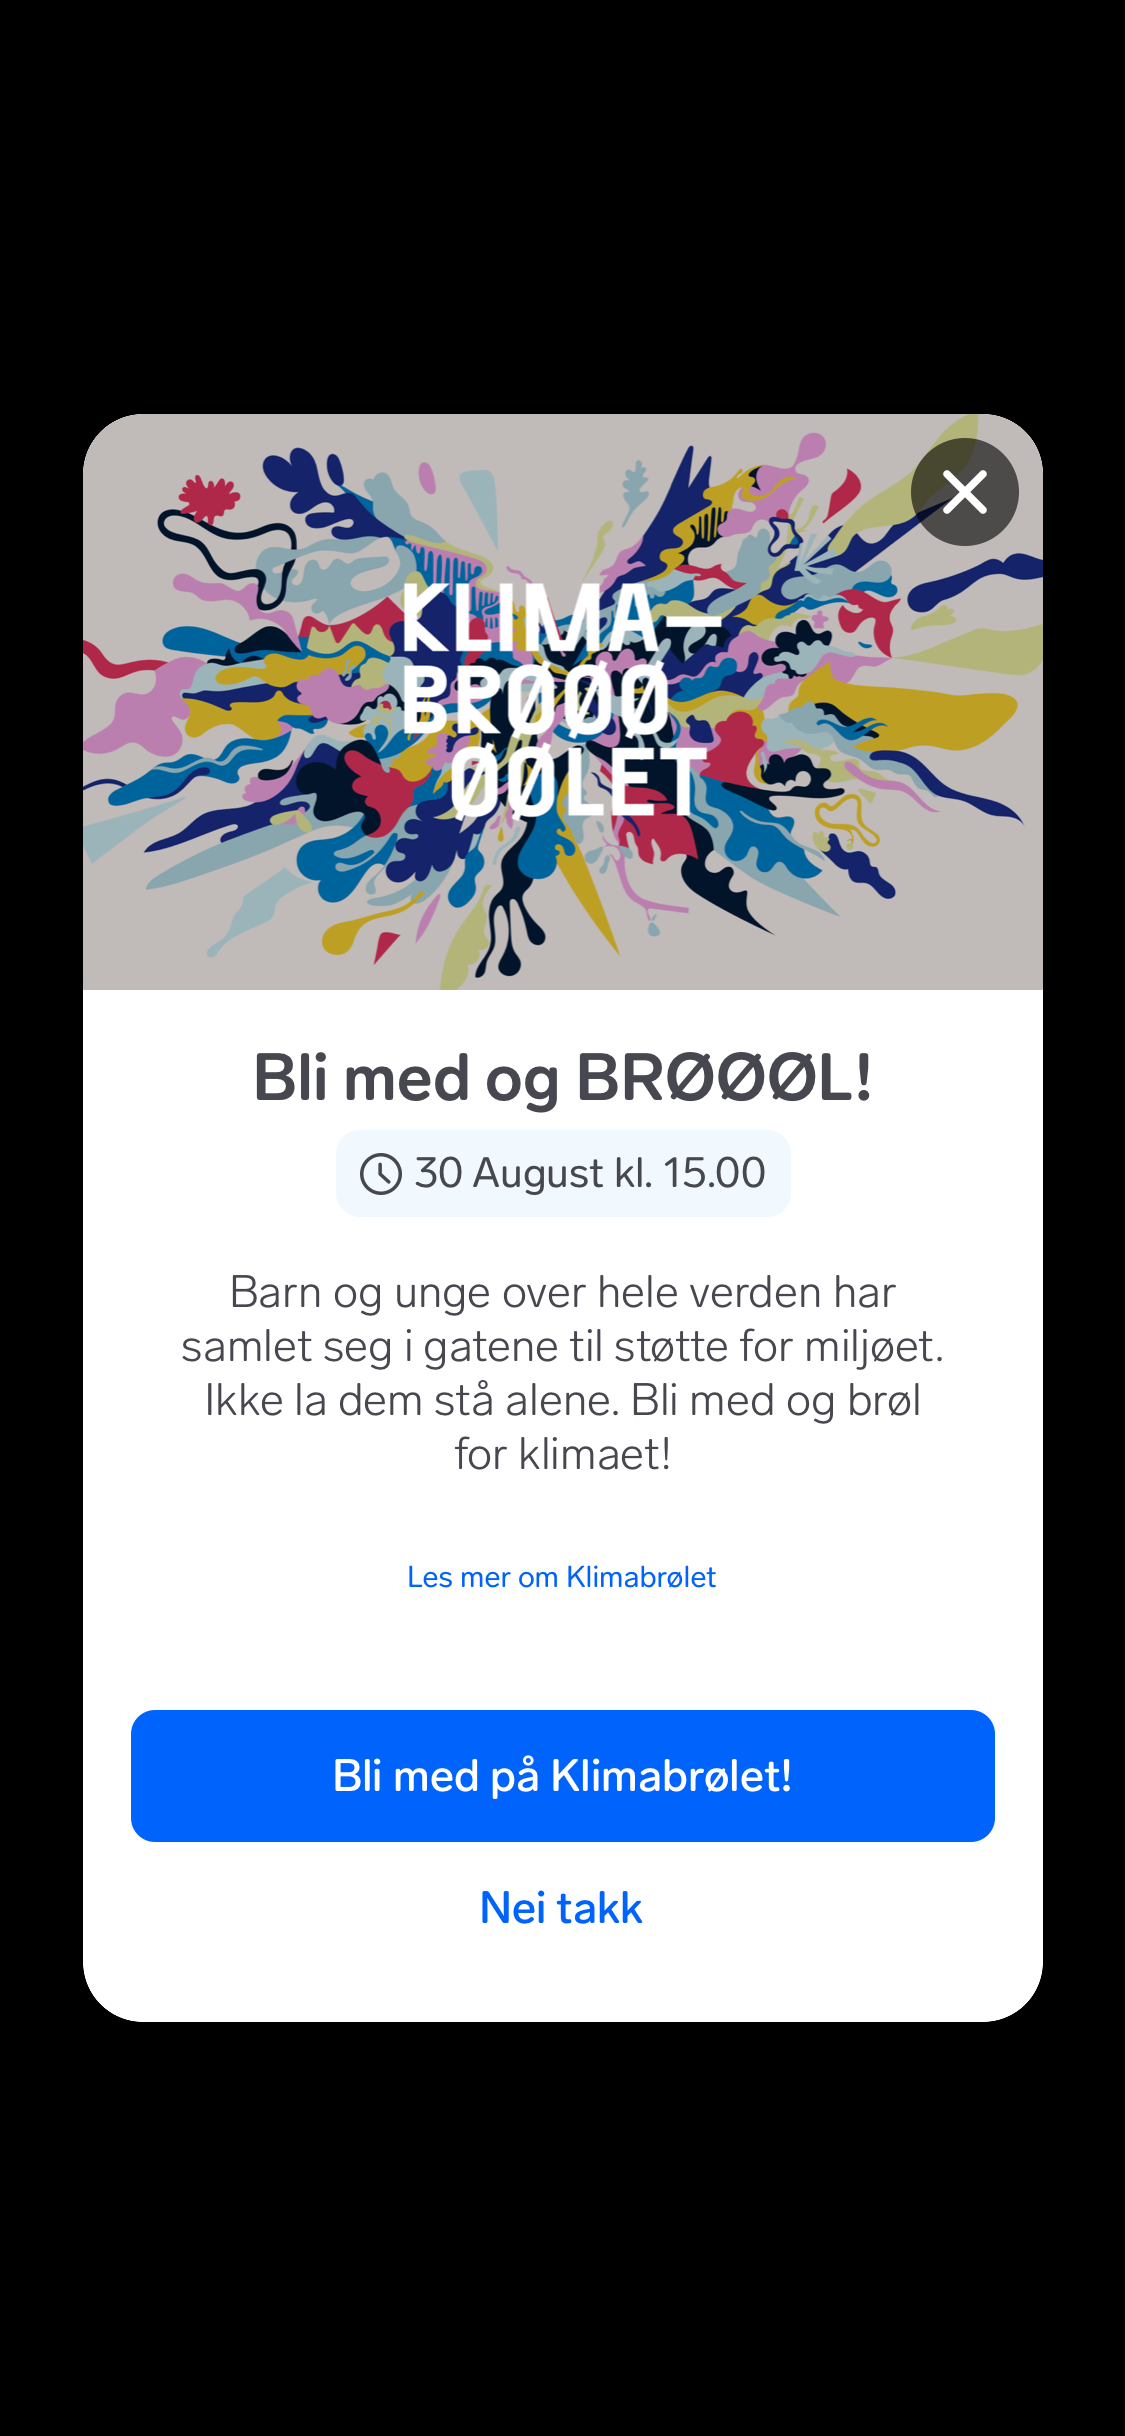 KLIMA—
BRØØØ
ØØLET
Bli med og BRØØØL!
30 August kl. 15.00
Barn og unge over hele verden har
samlet seg i gatene til støtte for miljøet.
Ikke la dem stå alene. Bli med og brøl
for klimaet!
Les mer om Klimabrølet
Bli med på Klimabrølet!
Nei takk